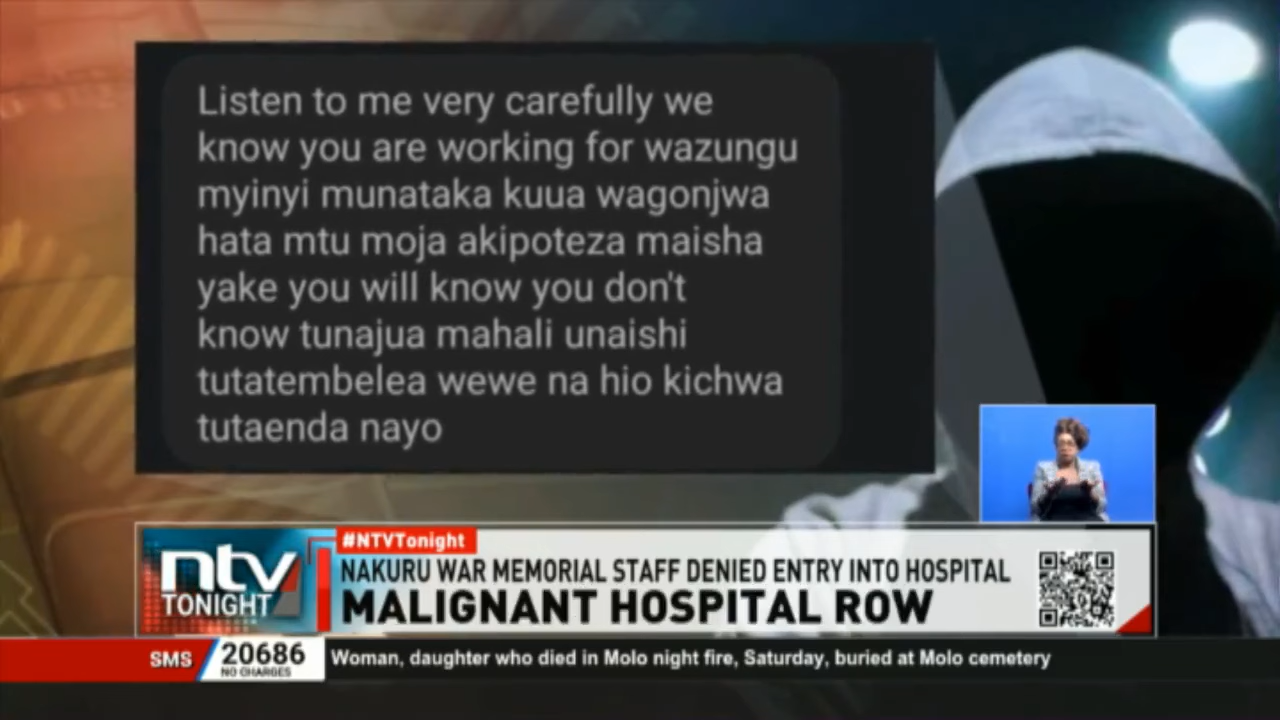 Listen to me very carefully we
know you are working for wazungu
myinyi munataka kuua wagonjwa
hata mtu moja akipoteza maisha
yake you will know you don't
know tunajua mahali unaishi
tutatembelea wewe na hio kichwa
tutaenda nayo
#NTVTonight
ntv
TONIGHT
NAKURU WAR MEMORIAL STAFF DENIED ENTRY INTO HOSPITAL
MALIGNANT HOSPITAL ROW
SMS
20686
NO CHARGES
Woman, daughter who died in Molo night fire, Saturday, buried at Molo cemetery